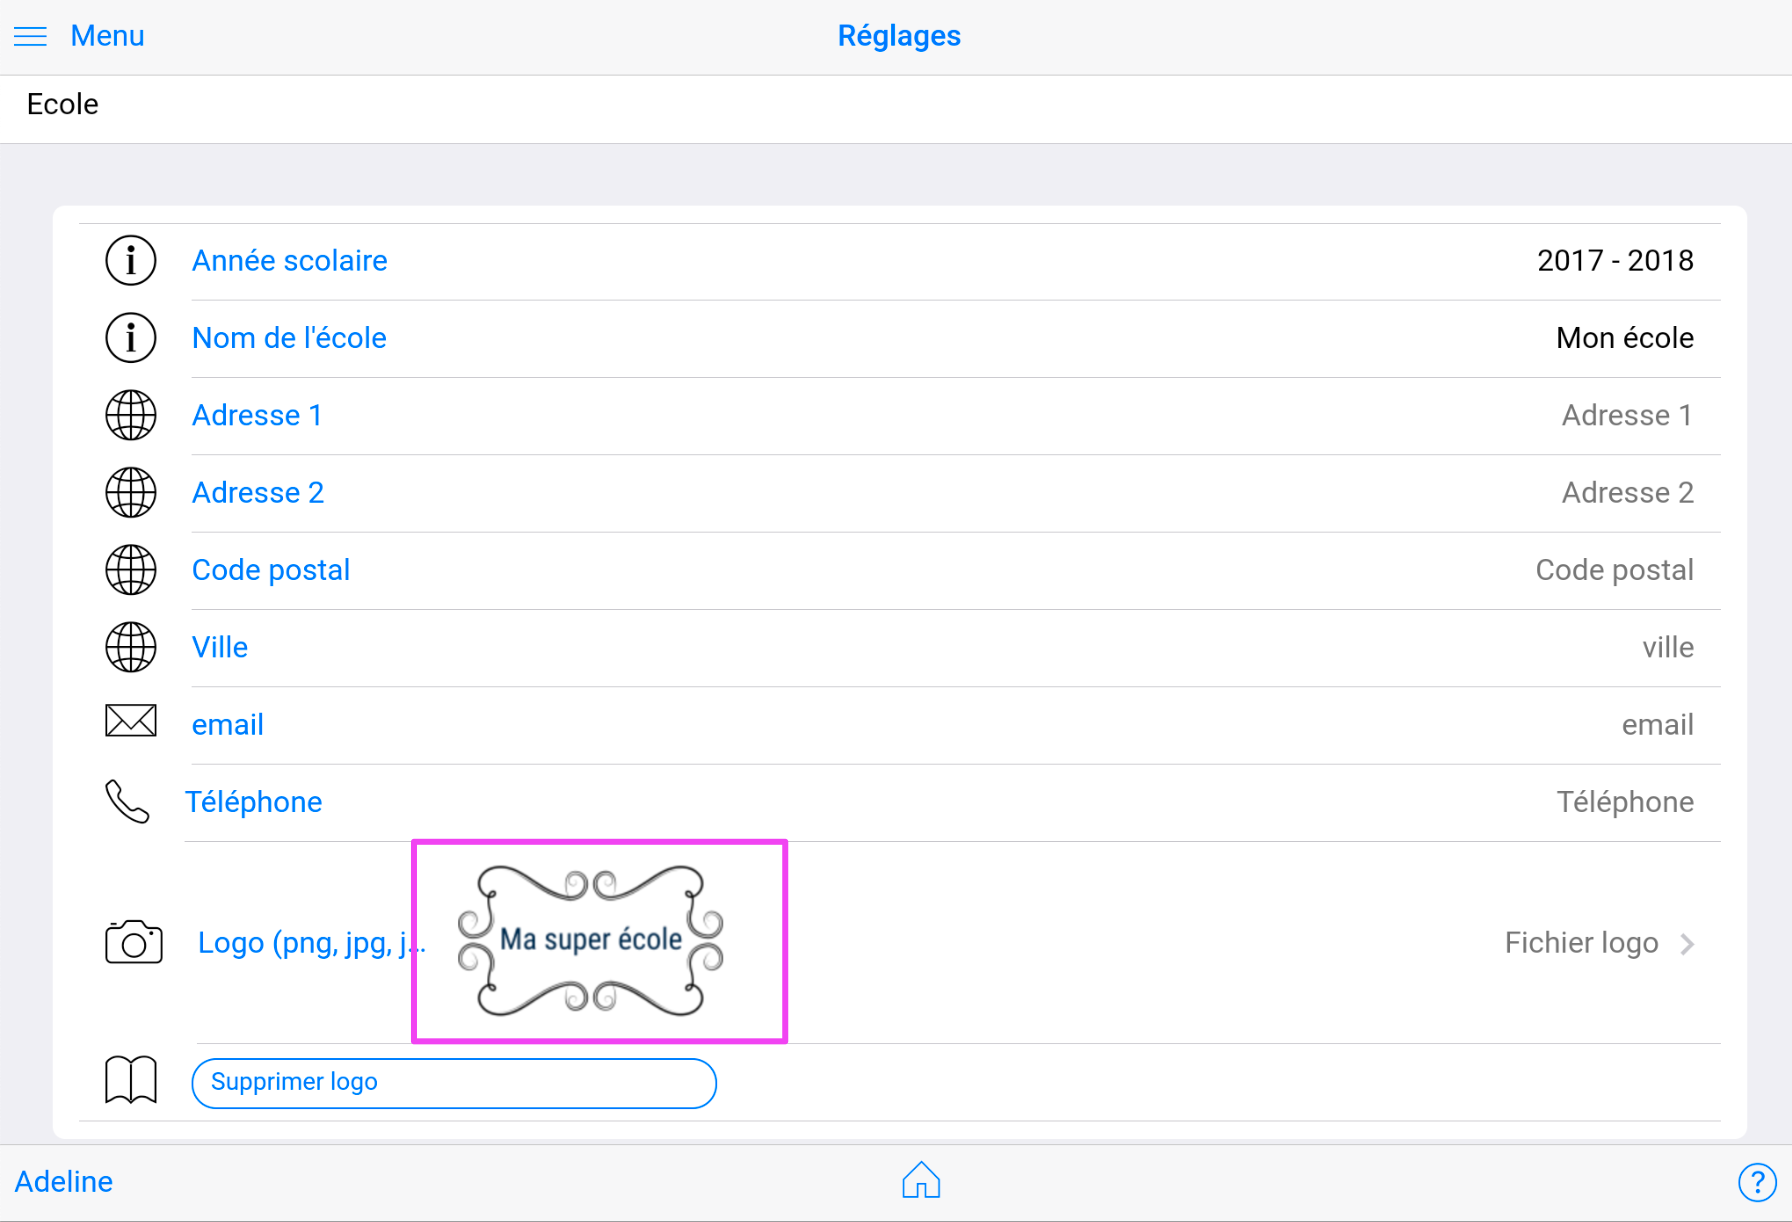 Menu
Réglages
Ecole
Année scolaire 2017 - 2018
Nom de l'école Mon école
Adresse 1 Adresse 1
Adresse 2 Adresse 2
Code postal Code postal
Ville ville
email email
Téléphone Téléphone
Logo (png, jpg, j... Ma super école Fichier logo
Supprimer logo
Adeline
?